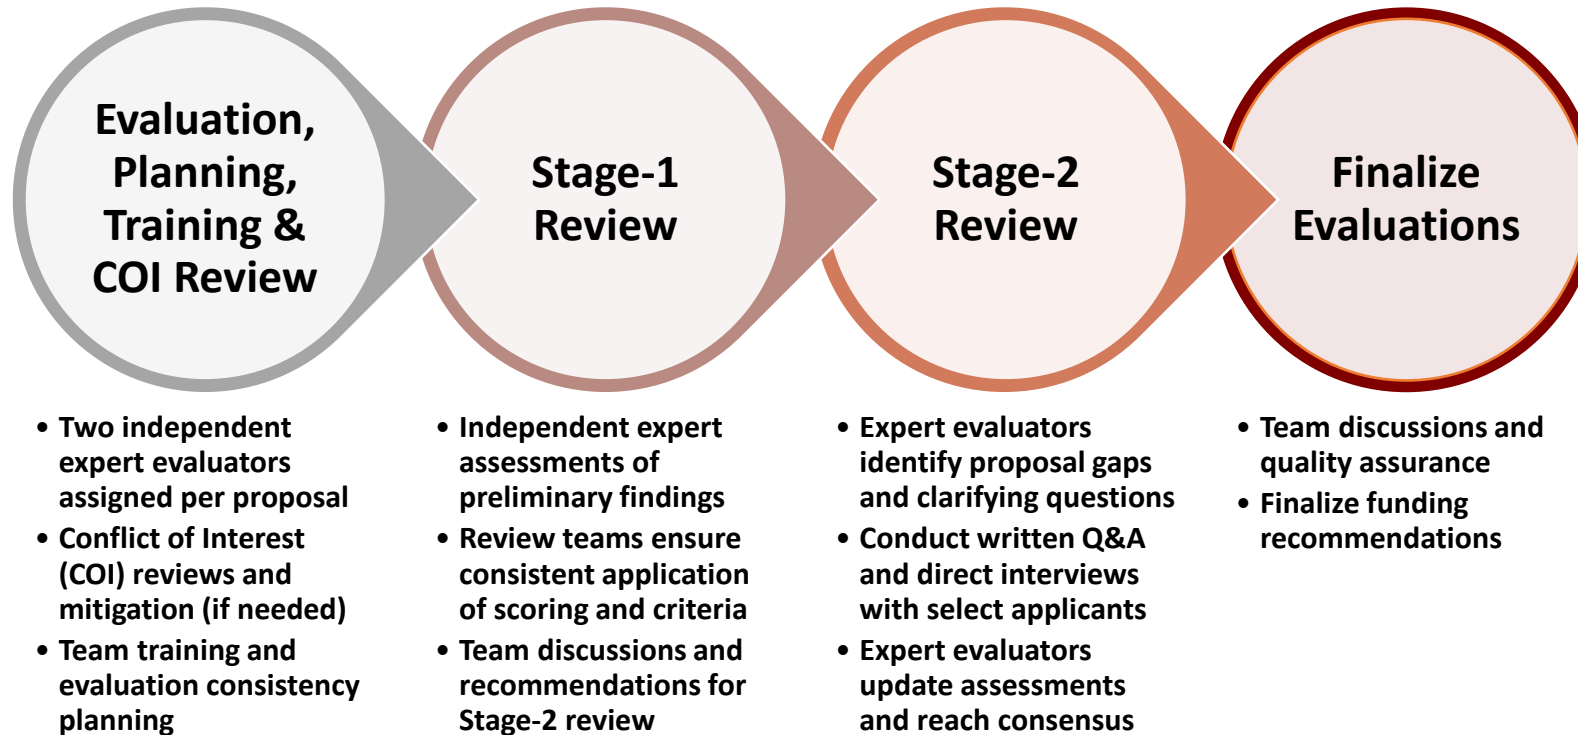 Evaluation,
Planning,
Training &
COI Review
Stage-1
Review
Stage-2
Review
Finalize
Evaluations
• Two independent
expert evaluators
assigned per proposal
• Conflict of Interest
(COI) reviews and
mitigation (if needed)
• Team training and
evaluation consistency
planning
• Independent expert
assessments of
preliminary findings
• Review teams ensure
consistent application
of scoring and criteria
• Team discussions and
recommendations for
Stage-2 review
• Expert evaluators
identify proposal gaps
and clarifying questions
• Conduct written Q&A
and direct interviews
with select applicants
• Expert evaluators
update assessments
and reach consensus
• Team discussions and
quality assurance
• Finalize funding
recommendations